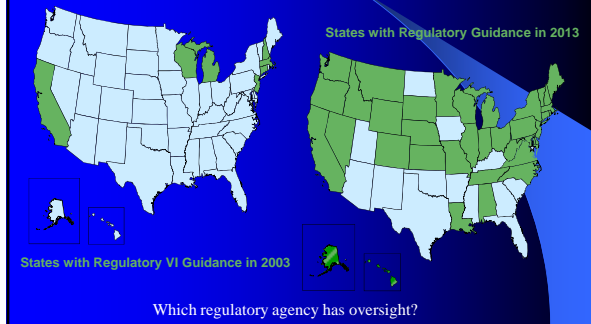 States with Regulatory Guidance in 2013
States with Regulatory VI Guidance in 2003
Which regulatory agency has oversight?